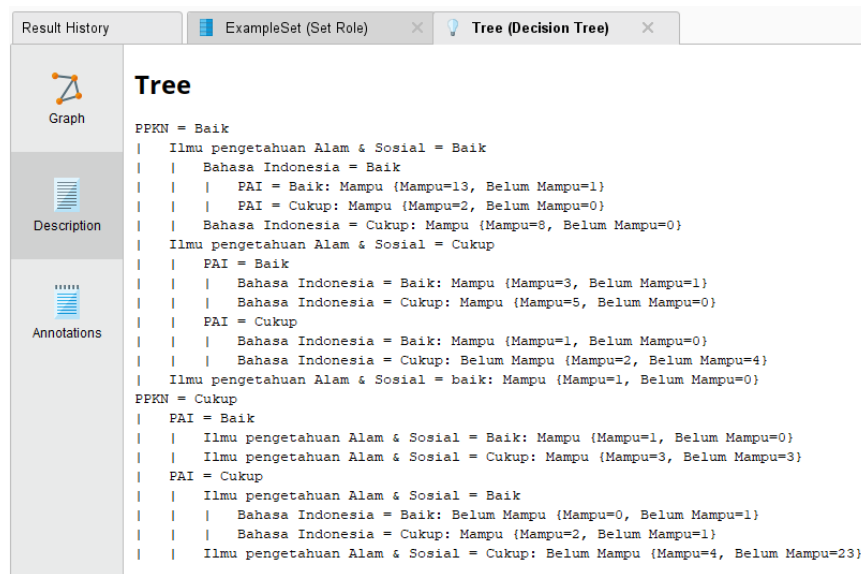 Result History
ExampleSet (Set Role)
Tree (Decision Tree)
Graph
Description
Annotations
Tree
PPKN = Baik
|   Ilmu pengetahuan Alam & Sosial = Baik
|   |   Bahasa Indonesia = Baik
|   |   |   PAI = Baik: Mampu {Mampu=13, Belum Mampu=1}
|   |   |   PAI = Cukup: Mampu {Mampu=2, Belum Mampu=0}
|   |   Bahasa Indonesia = Cukup: Mampu {Mampu=8, Belum Mampu=0}
|   Ilmu pengetahuan Alam & Sosial = Cukup
|   |   PAI = Baik
|   |   |   Bahasa Indonesia = Baik: Mampu {Mampu=3, Belum Mampu=1}
|   |   |   Bahasa Indonesia = Cukup: Mampu {Mampu=5, Belum Mampu=0}
|   |   PAI = Cukup
|   |   |   Bahasa Indonesia = Baik: Mampu {Mampu=1, Belum Mampu=0}
|   |   |   Bahasa Indonesia = Cukup: Belum Mampu {Mampu=2, Belum Mampu=4}
|   Ilmu pengetahuan Alam & Sosial = baik: Mampu {Mampu=1, Belum Mampu=0}
PPKN = Cukup
|   PAI = Baik
|   |   Ilmu pengetahuan Alam & Sosial = Baik: Mampu {Mampu=1, Belum Mampu=0}
|   |   Ilmu pengetahuan Alam & Sosial = Cukup: Mampu {Mampu=3, Belum Mampu=3}
|   PAI = Cukup
|   |   Ilmu pengetahuan Alam & Sosial = Baik
|   |   |   Bahasa Indonesia = Baik: Belum Mampu {Mampu=0, Belum Mampu=1}
|   |   |   Bahasa Indonesia = Cukup: Mampu {Mampu=2, Belum Mampu=1}
|   |   Ilmu pengetahuan Alam & Sosial = Cukup: Belum Mampu {Mampu=4, Belum Mampu=23}